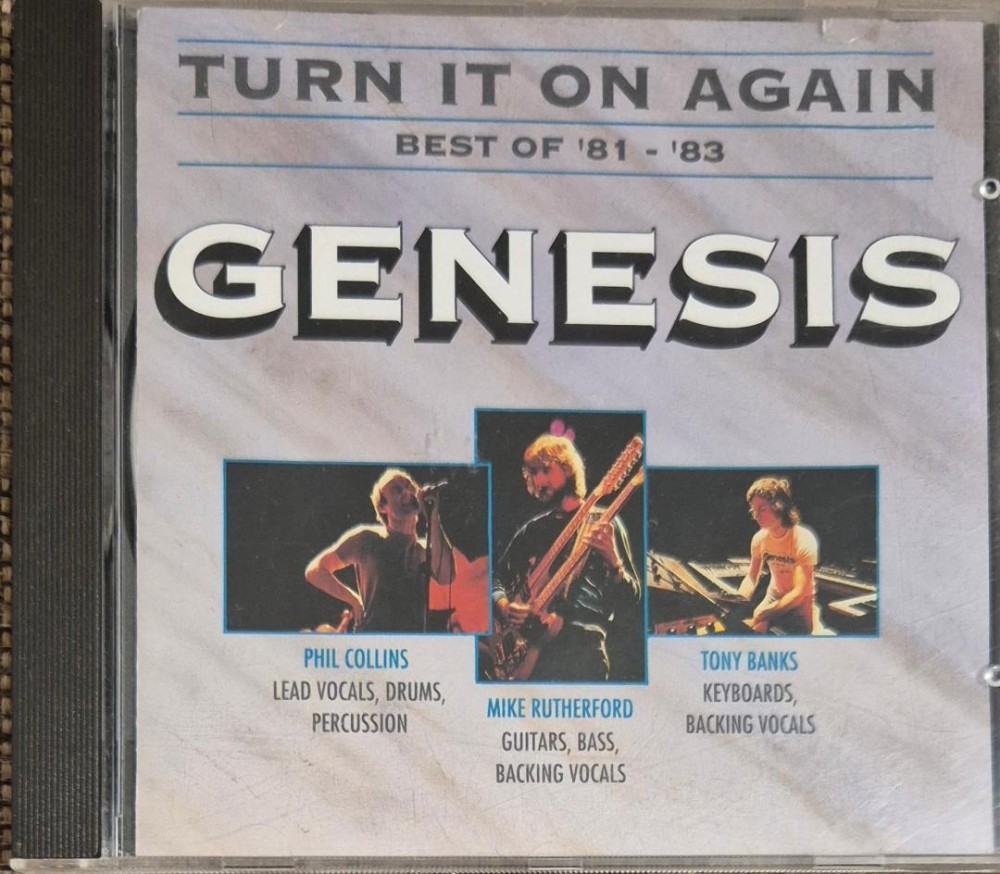 TURN IT ON AGAIN
BEST OF '81 - '83
GENESIS
Genesis
PHIL COLLINS
LEAD VOCALS, DRUMS,
PERCUSSION
MIKE RUTHERFORD
GUITARS, BASS,
BACKING VOCALS
TONY BANKS
KEYBOARDS,
BACKING VOCALS